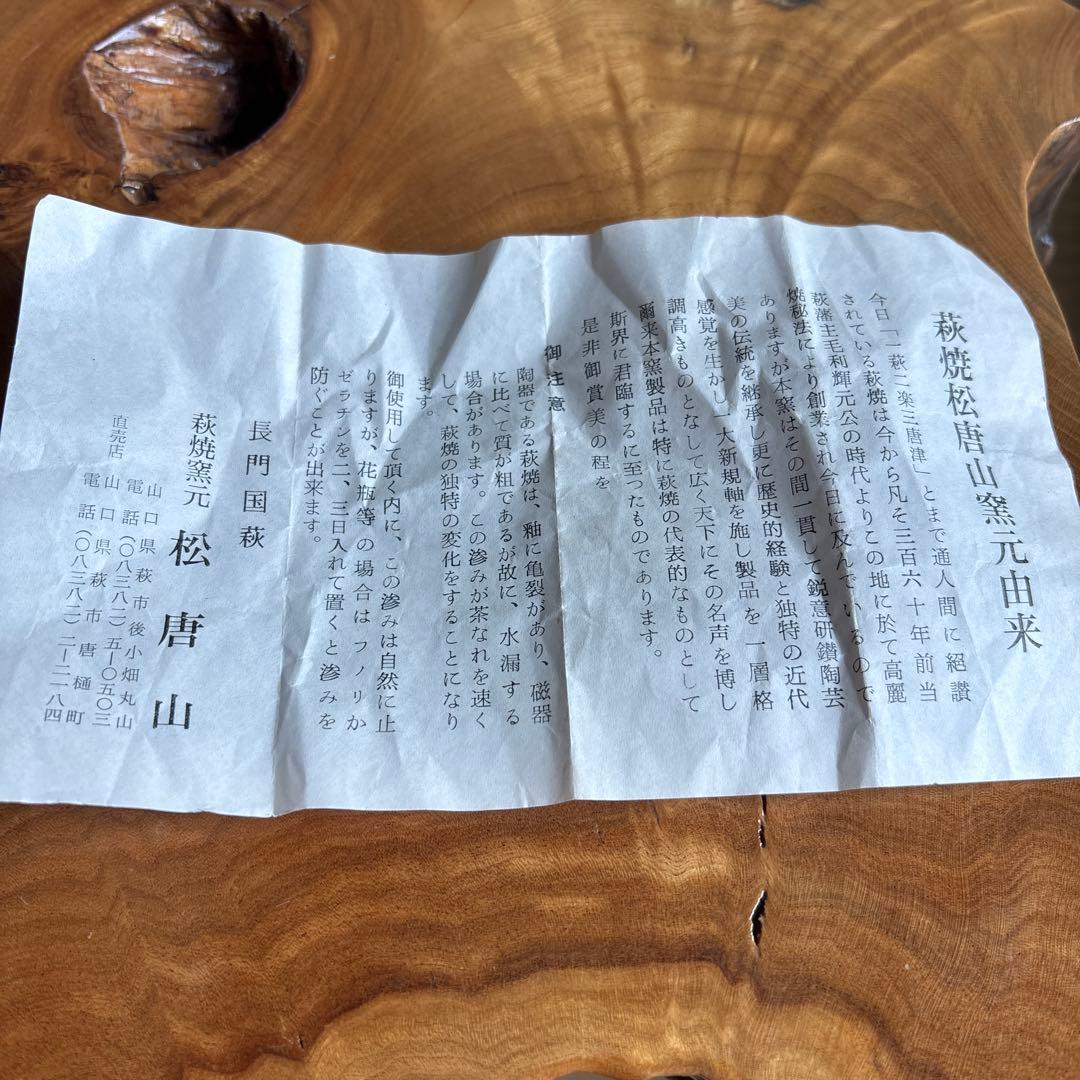 萩焼松唐山窯元由来
今日「一萩二楽三唐津」とまで通人間に紹讃
されている萩焼は今から凡そ三百六十年前当
萩藩主毛利輝元公の時代よりこの地に於て高麗
焼秘法により創業され今日に及んでいるので
ありますが本窯はその間一貫して鋭意研鑚陶芸
美の伝統を継承し更に歴史的経験と独特の近代
感覚を生かし一大新規軸を施し製品を一層格
調高きものとなして広く天下にその名声を博し
爾来本窯製品は特に萩焼の代表的なものとして
斯界に君臨するに至ったものであります。
是非御賞美の程を
御注意
陶器である萩焼は、釉に亀裂があり、磁器
に比べて質が粗であるが故に、水漏する
場合があります。この滲みが茶なれを速く
して、萩焼の独特の変化をすることになり
ます。
御使用して頂く内に、この滲みは自然に止
りますが、花瓶等の場合はフノリか
ゼラチンを二、三日入れて置くと滲みを
防ぐことが出来ます。
長門国萩
萩焼窯元 松唐山
山口県萩市後小畑丸山
電話(〇八三八二)五―〇五〇三
直売店 山口県萩市唐樋町
電話(〇八三八二)二―二一八四